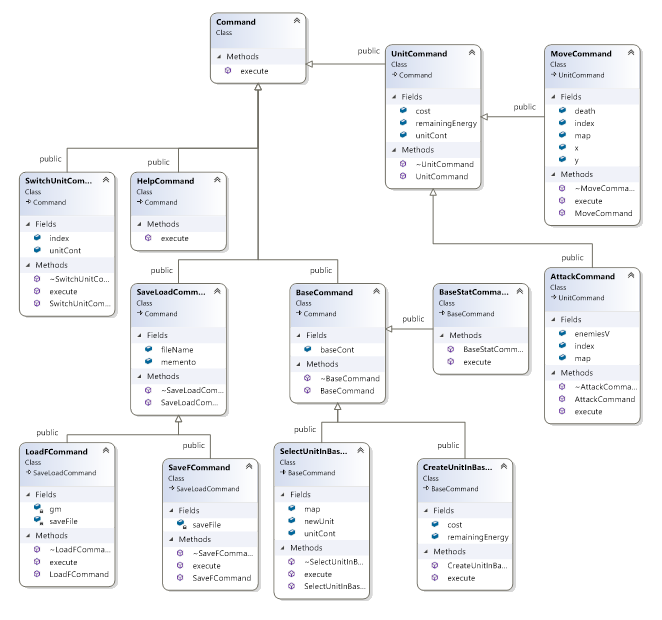 Command
Class
Methods
execute
public
UnitCommand
Class
Command
Fields
cost
remainingEnergy
unitCont
Methods
~UnitCommand
UnitCommand
public
MoveCommand
Class
UnitCommand
Fields
death
index
map
x
y
Methods
~MoveComma...
execute
MoveCommand
public
SwitchUnitCom...
Class
Command
Fields
index
unitCont
Methods
~SwitchUnitCo...
execute
SwitchUnitCom...
public
HelpCommand
Class
Command
Methods
execute
public
SaveLoadComm...
Class
Command
Fields
fileName
memento
Methods
~SaveLoadCom...
SaveLoadCom...
public
BaseCommand
Class
Command
Fields
baseCont
Methods
~BaseCommand
BaseCommand
public
BaseStatComma...
Class
BaseCommand
Methods
BaseStatComm...
execute
public
AttackCommand
Class
UnitCommand
Fields
enemiesV
index
map
Methods
~AttackComma...
AttackCommand
execute
public
LoadFCommand
Class
SaveLoadCommand
Fields
gm
saveFile
Methods
~LoadFComma...
execute
LoadFCommand
public
SaveFCommand
Class
SaveLoadCommand
Fields
saveFile
Methods
~SaveFComma...
execute
SaveFCommand
public
SelectUnitInBas...
Class
BaseCommand
Fields
map
newUnit
unitCont
Methods
~SelectUnitInB...
execute
SelectUnitInBas...
public
CreateUnitInBas...
Class
BaseCommand
Fields
cost
remainingEnergy
Methods
CreateUnitInBa...
execute